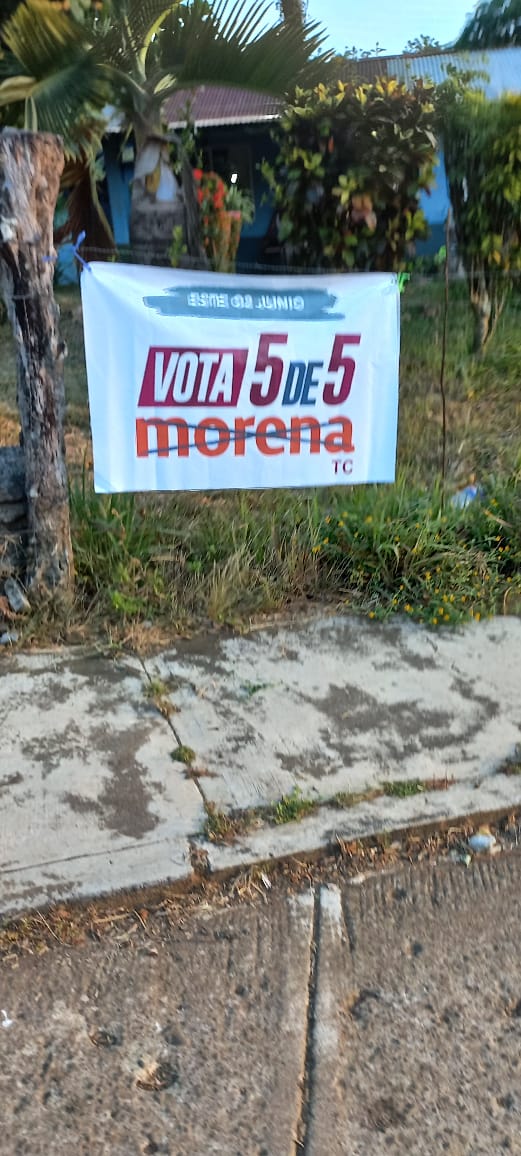 ESTE 02 JUNIO
VOTA 5 DE 5
morena
TC